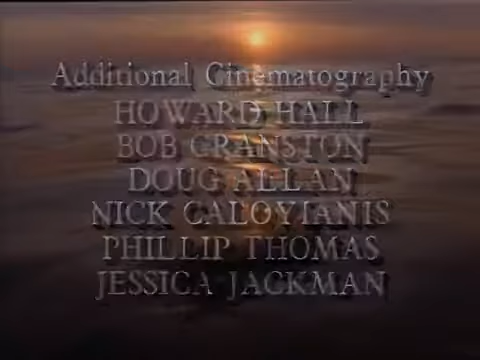 Additional Cinematography
HOWARD HALL
BOB CRANSTON
DOUG ALLAN
NICK CALOYIANIS
PHILLIP THOMAS
JESSICA JACKMAN